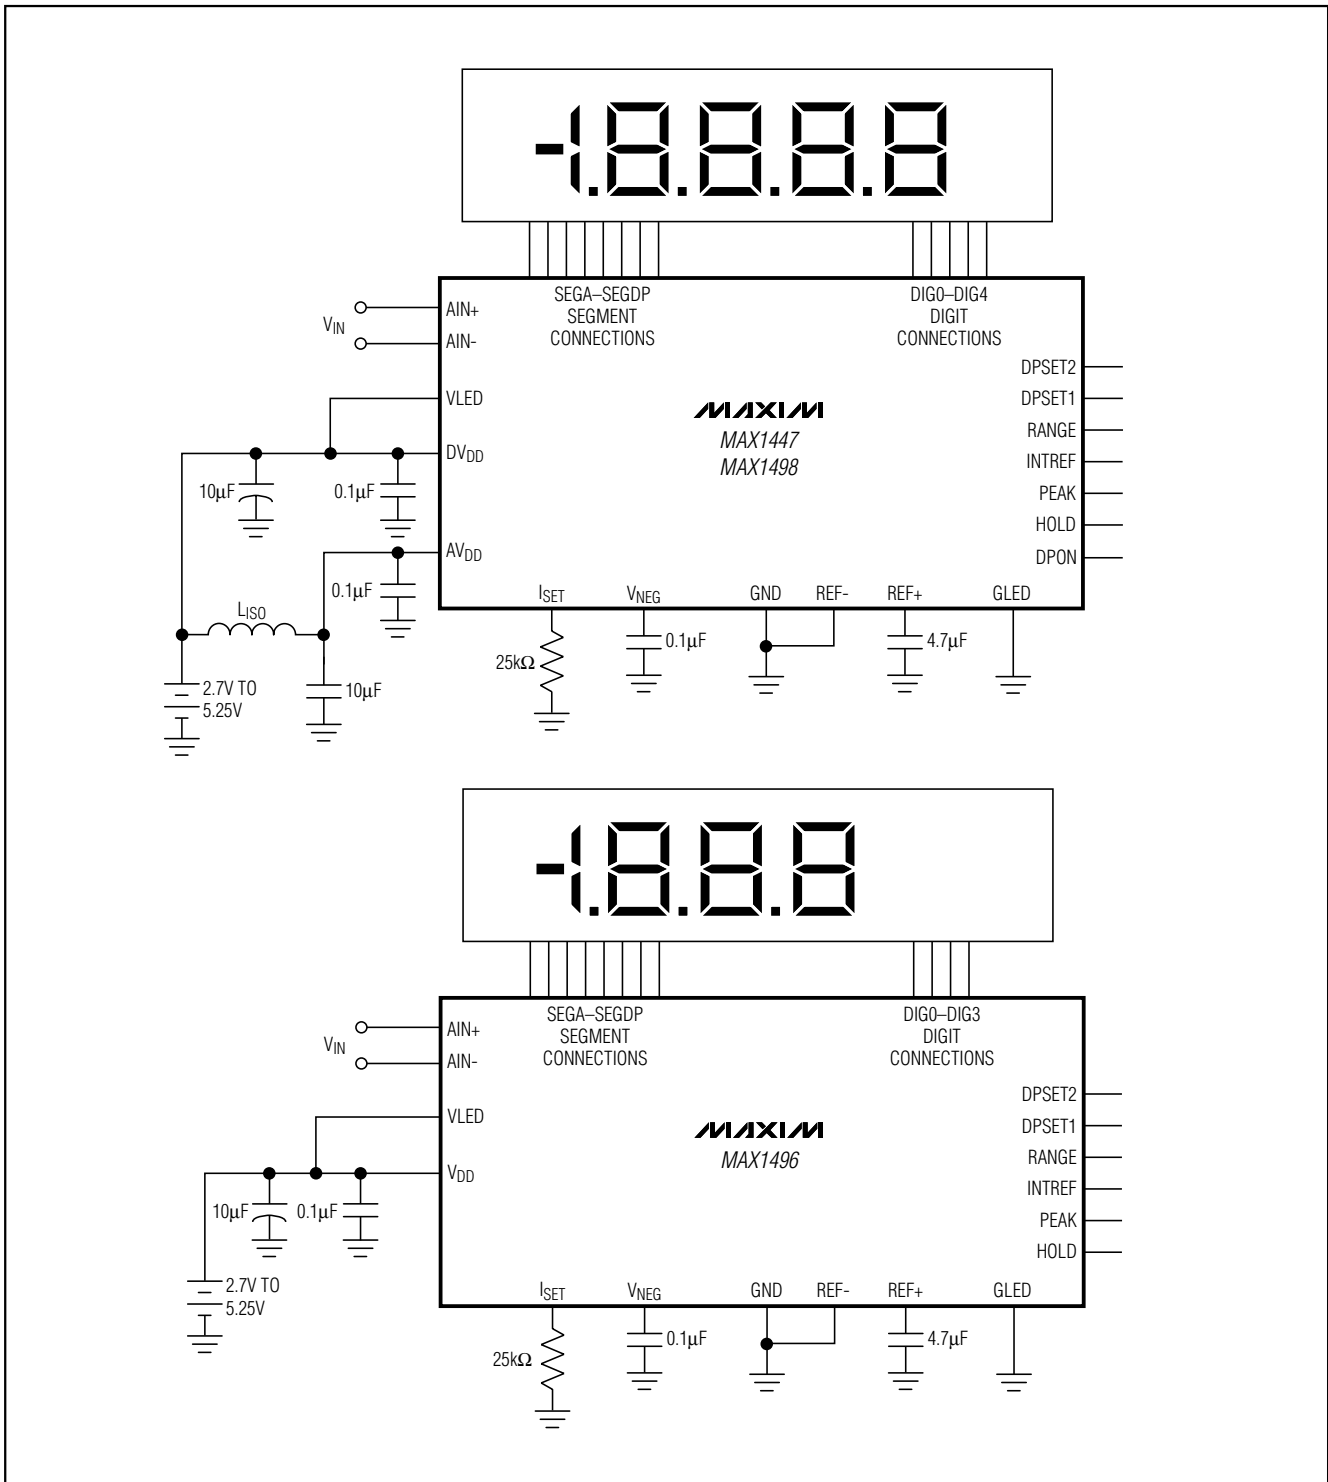 -1.8.8.8.8
SEGA–SEGDP
SEGMENT
CONNECTIONS
DIG0–DIG4
DIGIT
CONNECTIONS
AIN+
VIN
AIN-
VLED
DVDD
10µF
0.1µF
AVDD
0.1µF
LISO
2.7V TO
5.25V
10µF
MAXIM
MAX1447
MAX1498
DPSET2
DPSET1
RANGE
INTREF
PEAK
HOLD
DPON
ISET
VNEG
GND
REF-
REF+
GLED
25kΩ
0.1µF
4.7µF
-1.8.8.8
SEGA–SEGDP
SEGMENT
CONNECTIONS
DIG0–DIG3
DIGIT
CONNECTIONS
AIN+
VIN
AIN-
VLED
VDD
10µF
0.1µF
2.7V TO
5.25V
MAXIM
MAX1496
DPSET2
DPSET1
RANGE
INTREF
PEAK
HOLD
ISET
VNEG
GND
REF-
REF+
GLED
25kΩ
0.1µF
4.7µF